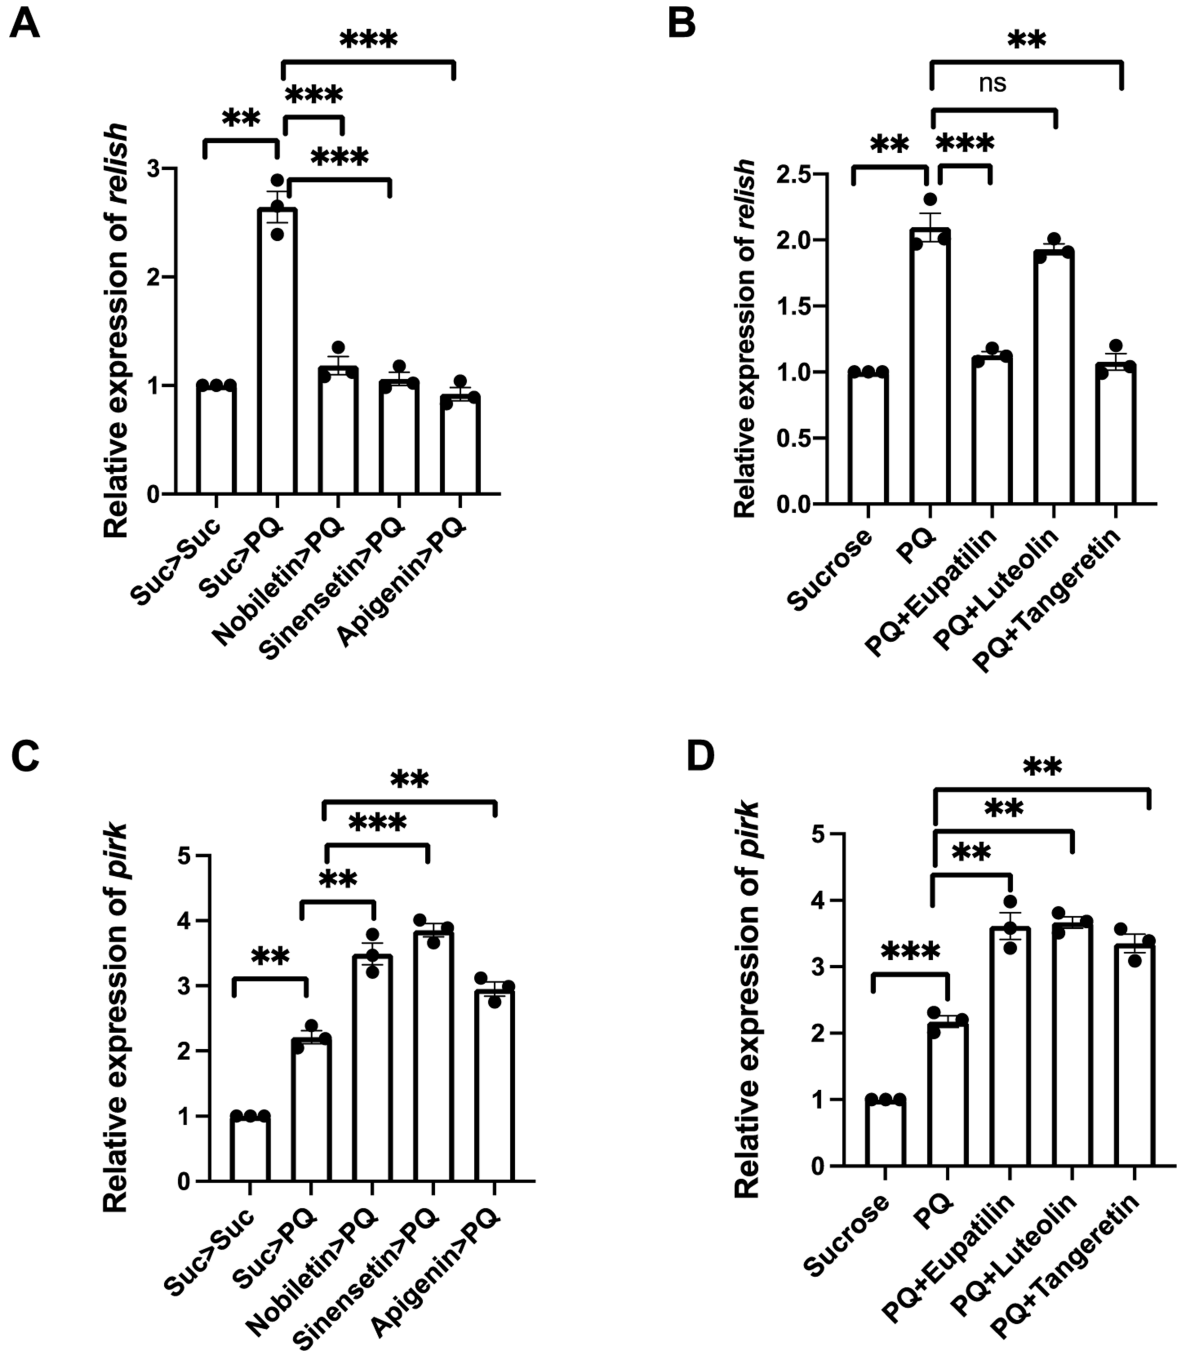 A
***
***
**
***
Relative expression of relish
3
2
1
0
Suc>Suc
Suc>PQ
Nobiletin>PQ
Sinensetin>PQ
Apigenin>PQ
B
**
ns
**
***
Relative expression of relish
2.5
2.0
1.5
1.0
0.5
0.0
Sucrose
PQ
PQ+Eupatilin
PQ+Luteolin
PQ+Tangeretin
C
**
***
**
**
Relative expression of pirk
5
4
3
2
1
0
Suc>Suc
Suc>PQ
Nobiletin>PQ
Sinensetin>PQ
Apigenin>PQ
D
**
**
**
***
Relative expression of pirk
5
4
3
2
1
0
Sucrose
PQ
PQ+Eupatilin
PQ+Luteolin
PQ+Tangeretin